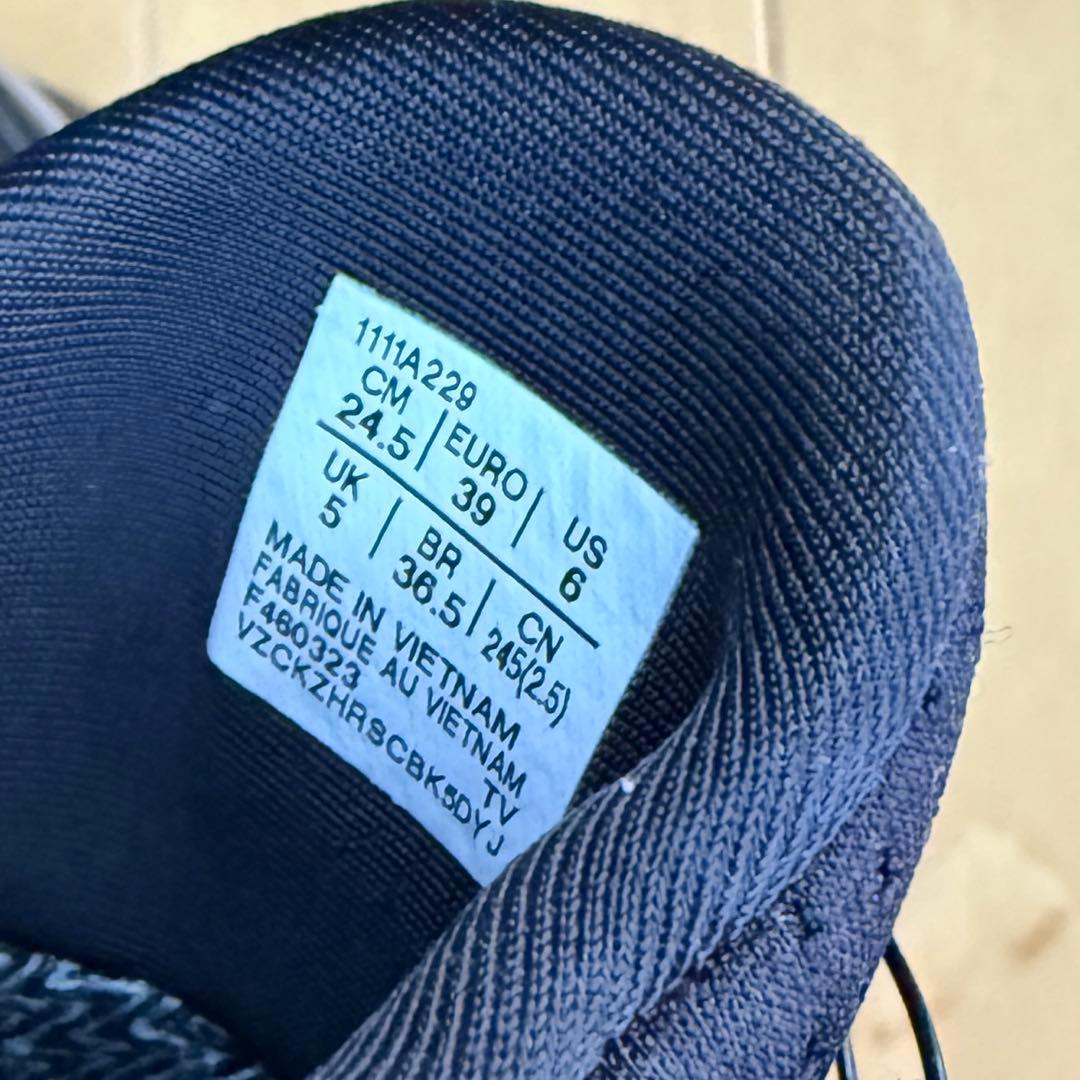 1111A229
CM EURO US
24.5 39 6
UK BR CN
5 36.5 245(2.5)
MADE IN VIETNAM
FABRIQUE AU VIETNAM
F460323 TV
VZCKZHRSCBK5DYJ